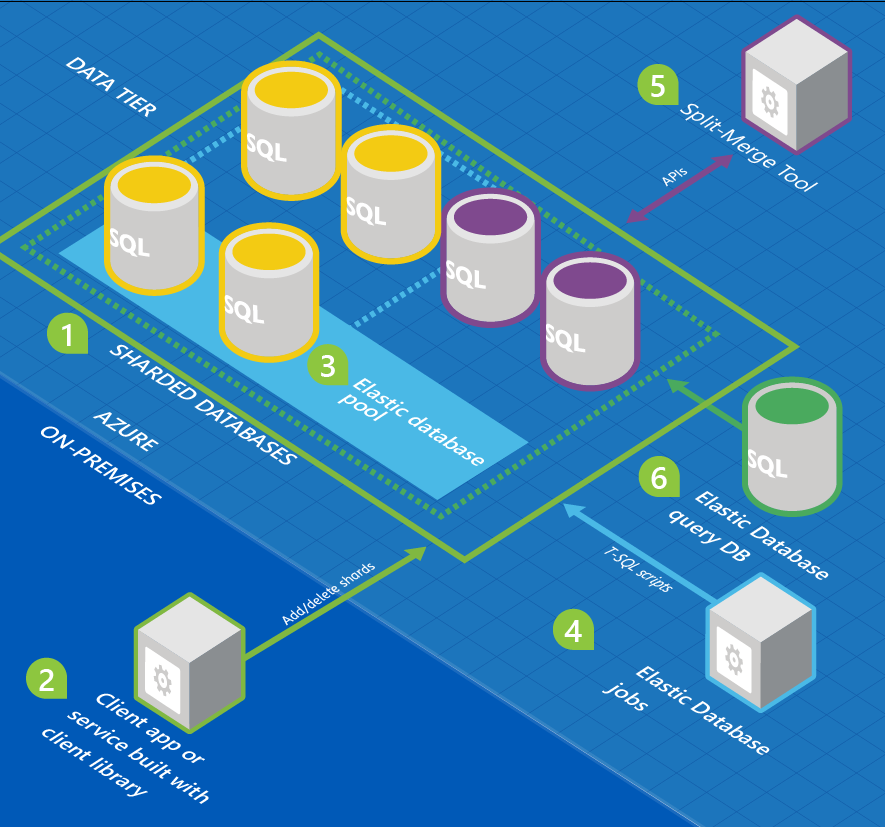 DATA TIER
5
Split-Merge Tool
APIs
SQL
SQL
SQL
SQL
SQL
SQL
1
SHARDED DATABASES
3
Elastic database
pool
AZURE
ON-PREMISES
SQL
6
Elastic Database
query DB
T-SQL scripts
4
Elastic Database
jobs
Add/delete shards
2
Client app or
service built with
client library